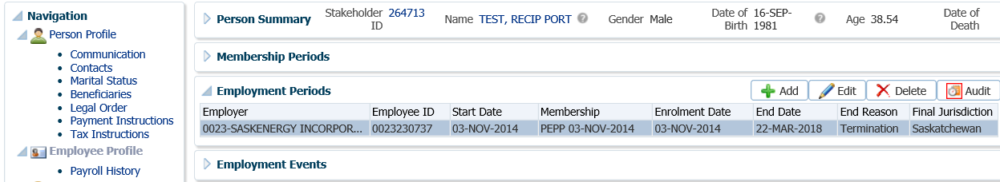 Navigation
Person Profile
Communication
Contacts
Marital Status
Beneficiaries
Legal Order
Payment Instructions
Tax Instructions
Employee Profile
Payroll History
Person Summary Stakeholder ID 264713 Name TEST, RECIP PORT Gender Male Date of Birth 16-SEP-1981 Age 38.54 Date of Death
Membership Periods
Employment Periods Add Edit Delete Audit
Employer Employee ID Start Date Membership Enrolment Date End Date End Reason Final Jurisdiction
0023-SASKENERGY INCORPOR... 0023230737 03-NOV-2014 PEPP 03-NOV-2014 03-NOV-2014 22-MAR-2018 Termination Saskatchewan
Employment Events